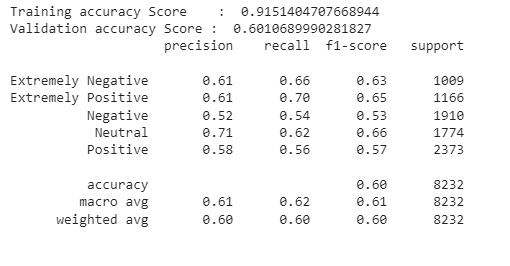 Training accuracy Score    :  0.9151404707668944
Validation accuracy Score :  0.6010689990281827
precision    recall  f1-score   support
Extremely Negative       0.61      0.66      0.63      1009
Extremely Positive       0.61      0.70      0.65      1166
Negative       0.52      0.54      0.53      1910
Neutral       0.71      0.62      0.66      1774
Positive       0.58      0.56      0.57      2373
accuracy                           0.60      8232
macro avg       0.61      0.62      0.61      8232
weighted avg       0.60      0.60      0.60      8232